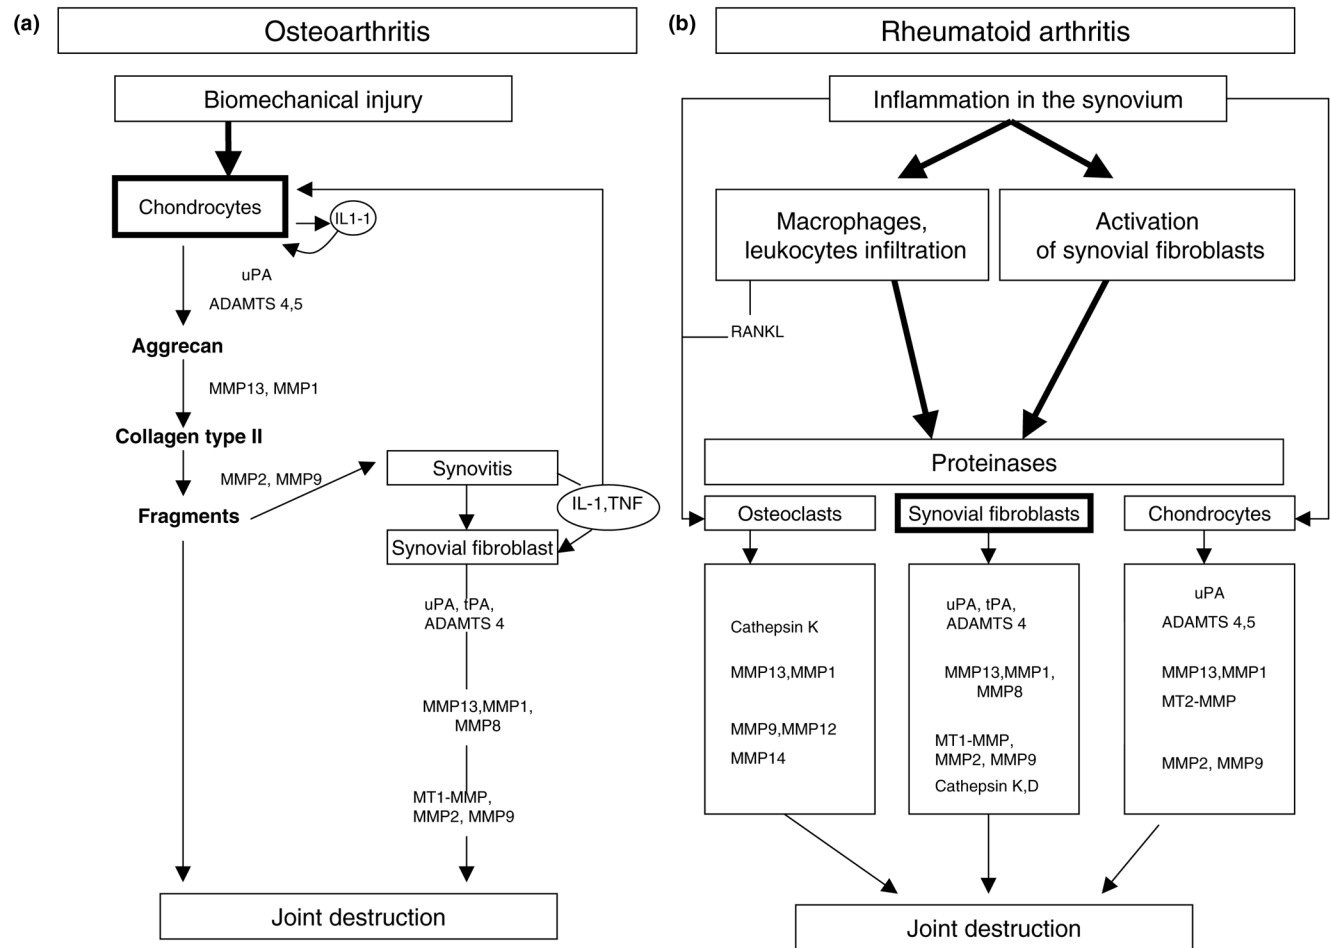 (a)
Osteoarthritis
Biomechanical injury
Chondrocytes
IL1-1
uPA
ADAMTS 4,5
Aggrecan
MMP13, MMP1
Collagen type II
MMP2, MMP9
Fragments
Synovitis
IL-1,TNF
Synovial fibroblast
uPA, tPA,
ADAMTS 4
MMP13,MMP1,
MMP8
MT1-MMP,
MMP2, MMP9
Joint destruction
(b)
Rheumatoid arthritis
Inflammation in the synovium
Macrophages,
leukocytes infiltration
Activation
of synovial fibroblasts
RANKL
Proteinases
Osteoclasts
Synovial fibroblasts
Chondrocytes
Cathepsin K
MMP13,MMP1
MMP9,MMP12
MMP14
uPA, tPA,
ADAMTS 4
MMP13,MMP1,
MMP8
MT1-MMP,
MMP2, MMP9
Cathepsin K,D
uPA
ADAMTS 4,5
MMP13,MMP1
MT2-MMP
MMP2, MMP9
Joint destruction